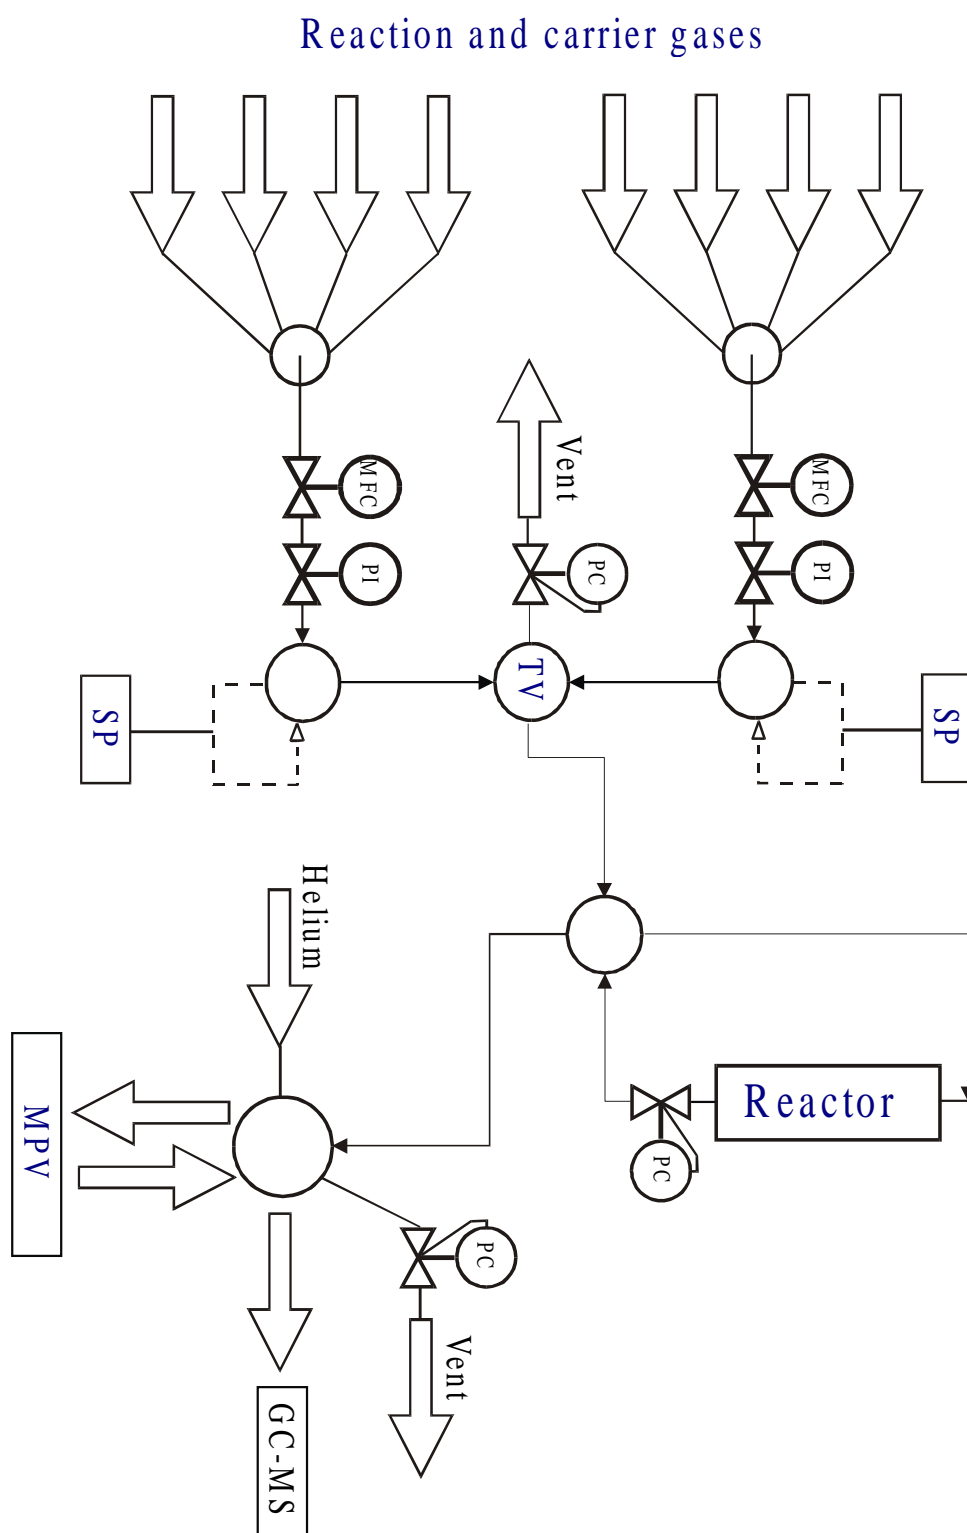 Reaction and carrier gases
MFC
MFC
Vent
PI
PC
PI
TV
SP
SP
Helium
Reactor
MPV
PC
PC
Vent
GC-MS